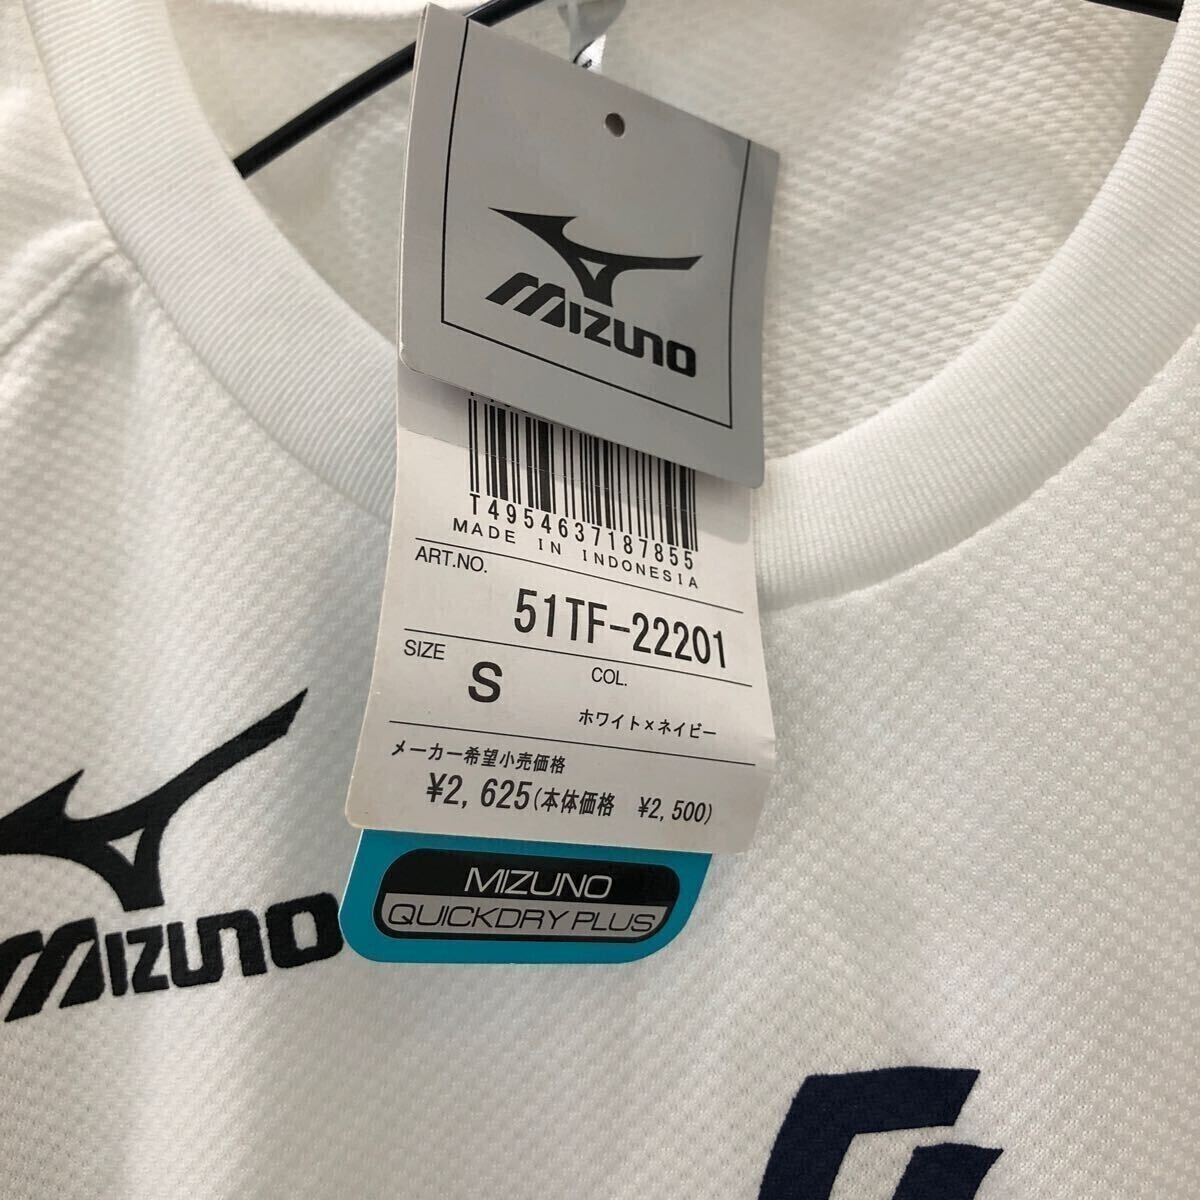 MIZUNO
T4954637187855
MADE IN INDONESIA
ART.NO.
51TF-22201
SIZE
S
COL.
ホワイト×ネイビー
メーカー希望小売価格
¥2,625(本体価格 ¥2,500)
MIZUNO
QUICKDRY PLUS
MIZUNO